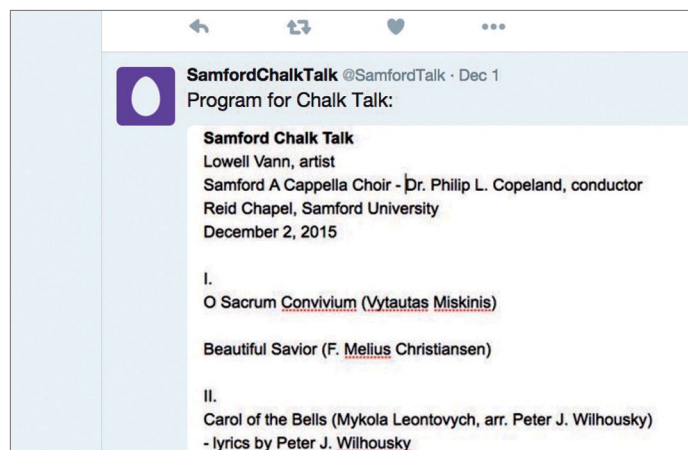 SamfordChalkTalk @SamfordTalk · Dec 1
Program for Chalk Talk:
Samford Chalk Talk
Lowell Vann, artist
Samford A Cappella Choir - Dr. Philip L. Copeland, conductor
Reid Chapel, Samford University
December 2, 2015
I.
O Sacrum Convivium (Vytautas Miskinis)
Beautiful Savior (F. Melius Christiansen)
II.
Carol of the Bells (Mykola Leontovych, arr. Peter J. Wilhousky)
- lyrics by Peter J. Wilhousky